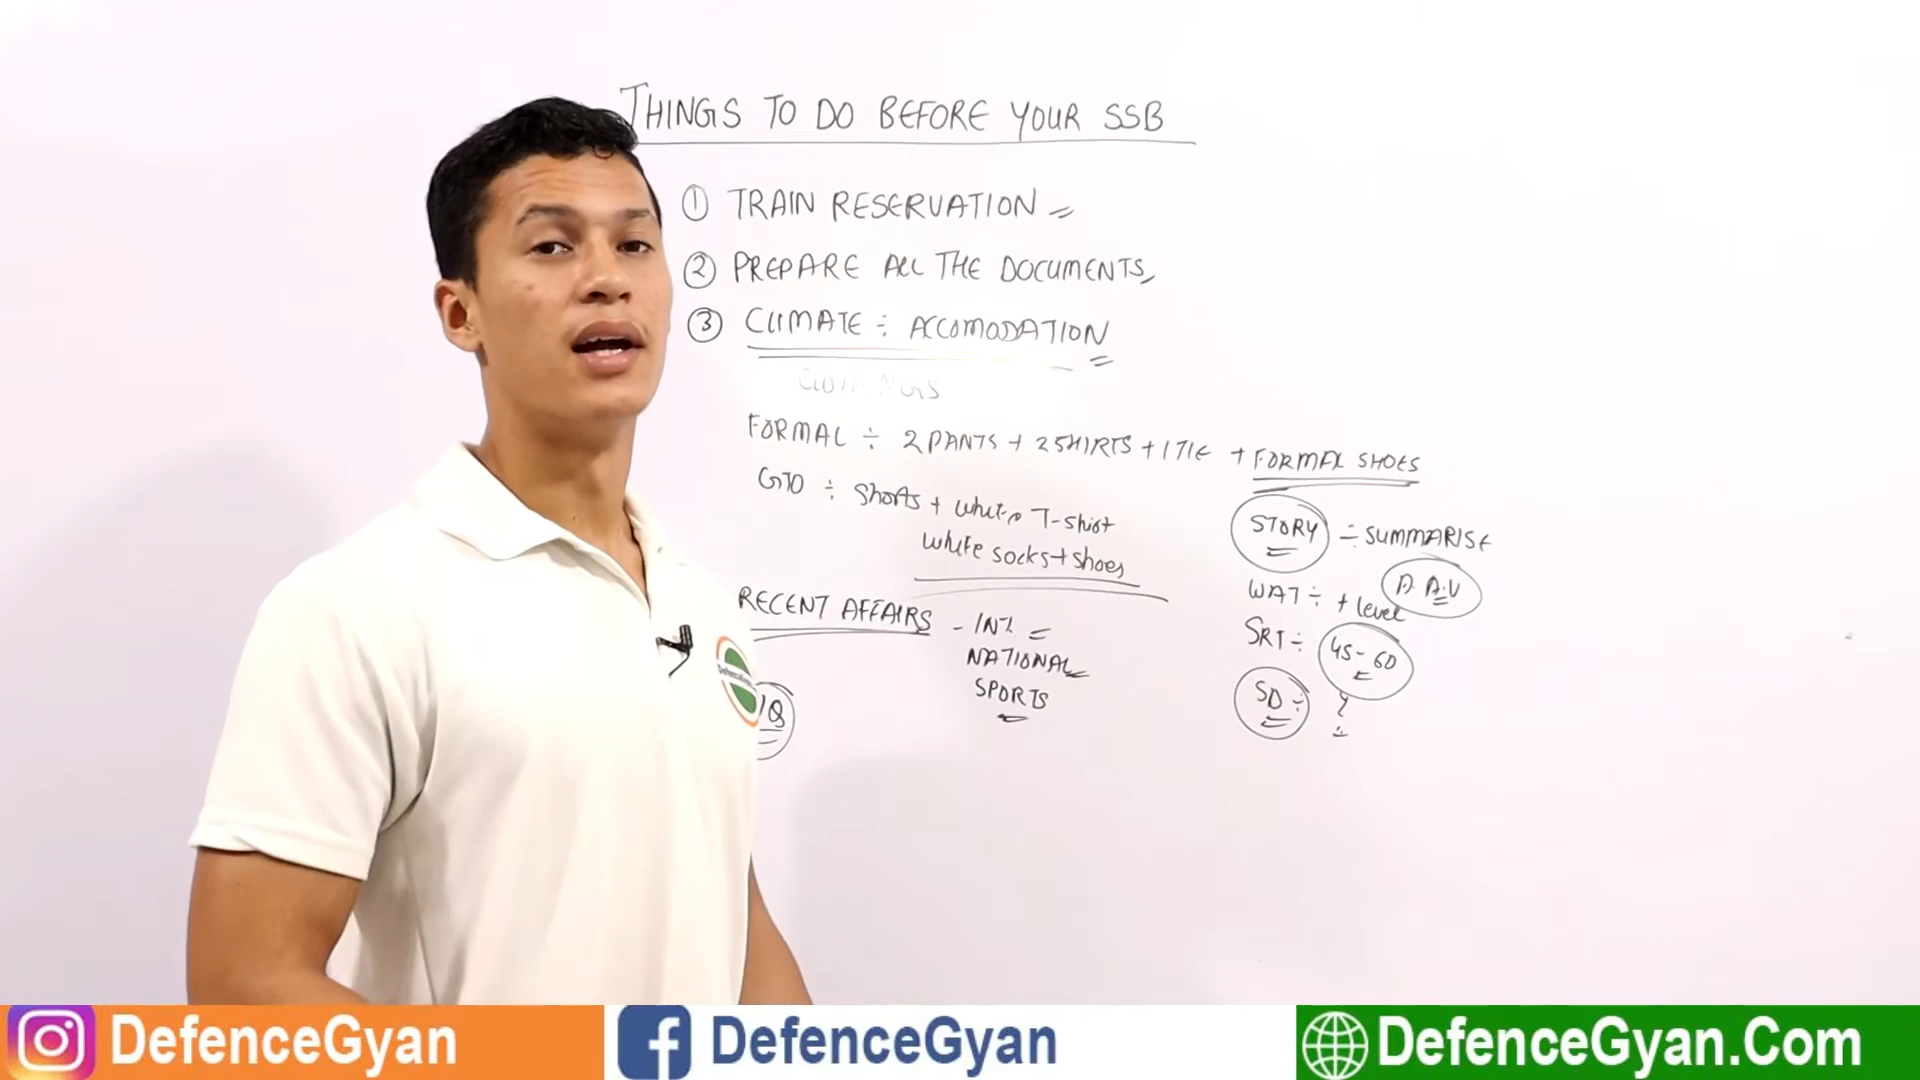 THINGS TO DO BEFORE YOUR SSB
① TRAIN RESERVATION
② PREPARE ALL THE DOCUMENTS
③ CLIMATE ÷ ACCOMODATION
FORMAL ÷ 2 PANTS + 2 SHIRTS + 1 TIE + FORMAL SHOES
GTO ÷ Shorts + white T-shirt
white socks + shoes
RECENT AFFAIRS - INT
NATIONAL
SPORTS
IQ
STORY ÷ SUMMARISE
WAT ÷ + level
SRT ÷ 45-60
SD ÷
DefenceGyan
DefenceGyan
DefenceGyan.Com